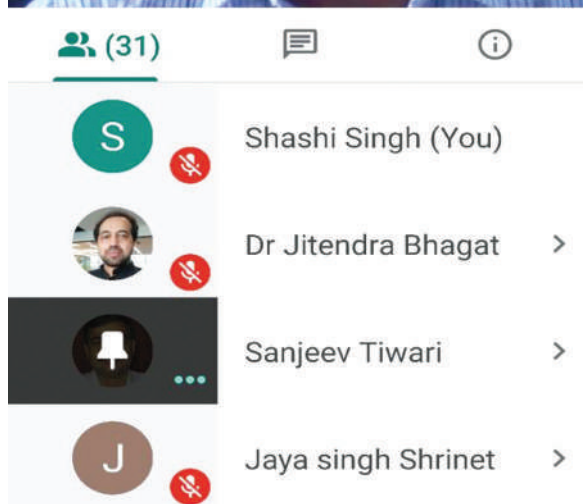 (31)
S
Shashi Singh (You)
Dr Jitendra Bhagat
Sanjeev Tiwari
J
Jaya singh Shrinet